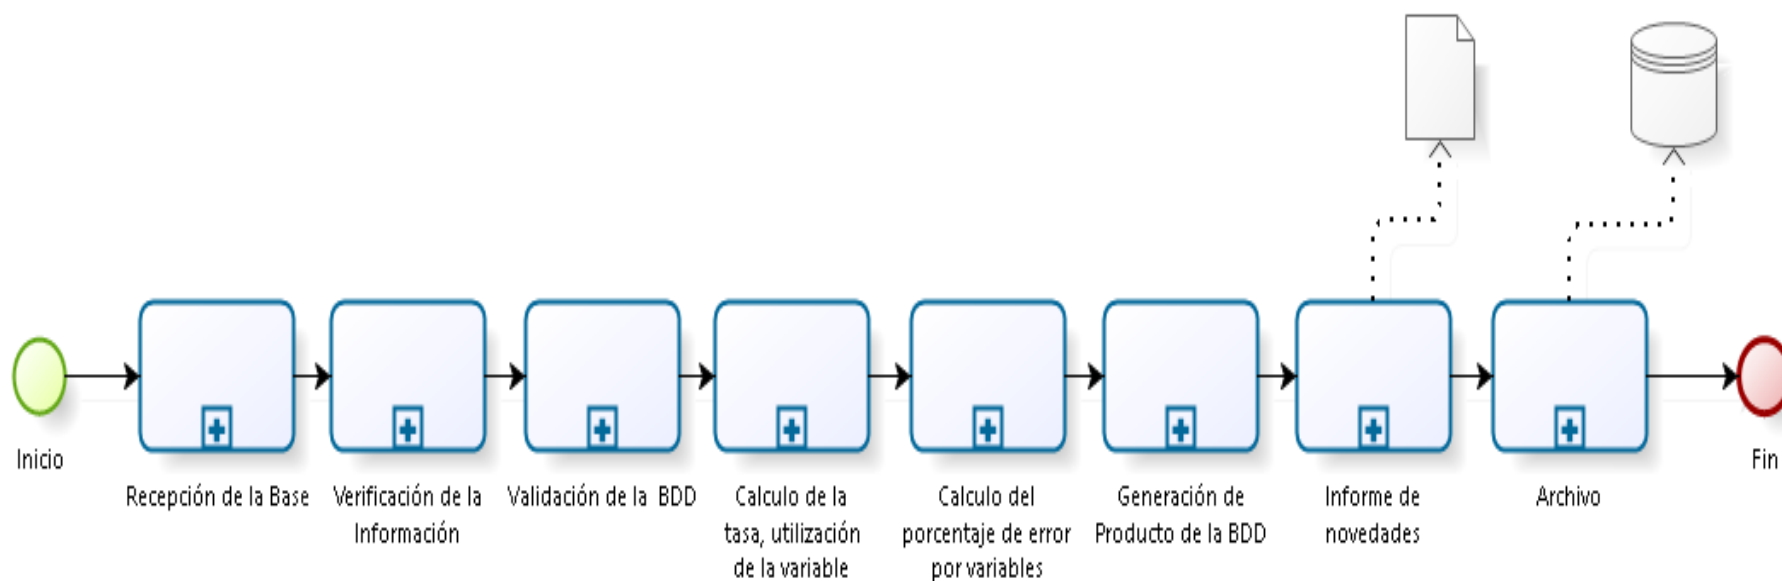 Inicio
Recepción de la Base
Verificación de la
Información
Validación de la BDD
Calculo de la
tasa, utilización
de la variable
Calculo del
porcentaje de error
por variables
Generación de
Producto de la BDD
Informe de
novedades
Archivo
Fin